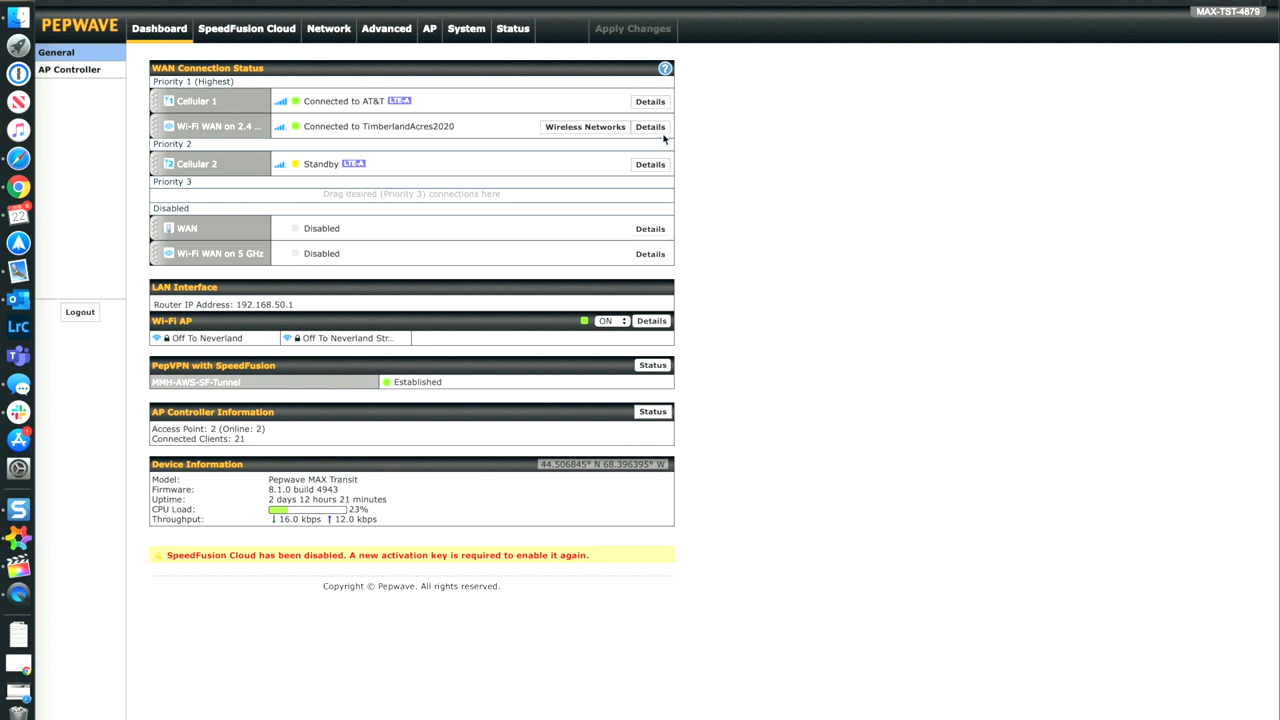 MAX-TST-4879
PEPWAVE
Dashboard SpeedFusion Cloud Network Advanced AP System Status Apply Changes
General
AP Controller
Logout
WAN Connection Status ?
Priority 1 (Highest)
Cellular 1 Connected to AT&T LTE-A Details
Wi-Fi WAN on 2.4 ... Connected to TimberlandAcres2020 Wireless Networks Details
Priority 2
Cellular 2 Standby LTE-A Details
Priority 3
Drag desired (Priority 3) connections here
Disabled
WAN Disabled Details
Wi-Fi WAN on 5 GHz Disabled Details
LAN Interface
Router IP Address: 192.168.50.1
Wi-Fi AP ON Details
Off To Neverland Off To Neverland Str...
PepVPN with SpeedFusion Status
MMH-AWS-SF-Tunnel Established
AP Controller Information Status
Access Point: 2 (Online: 2)
Connected Clients: 21
Device Information 44.506845° N 68.396395° W
Model: Pepwave MAX Transit
Firmware: 8.1.0 build 4943
Uptime: 2 days 12 hours 21 minutes
CPU Load: 23%
Throughput: ↓ 16.0 kbps ↑ 12.0 kbps
SpeedFusion Cloud has been disabled. A new activation key is required to enable it again.
Copyright © Pepwave. All rights reserved.
22
LrC